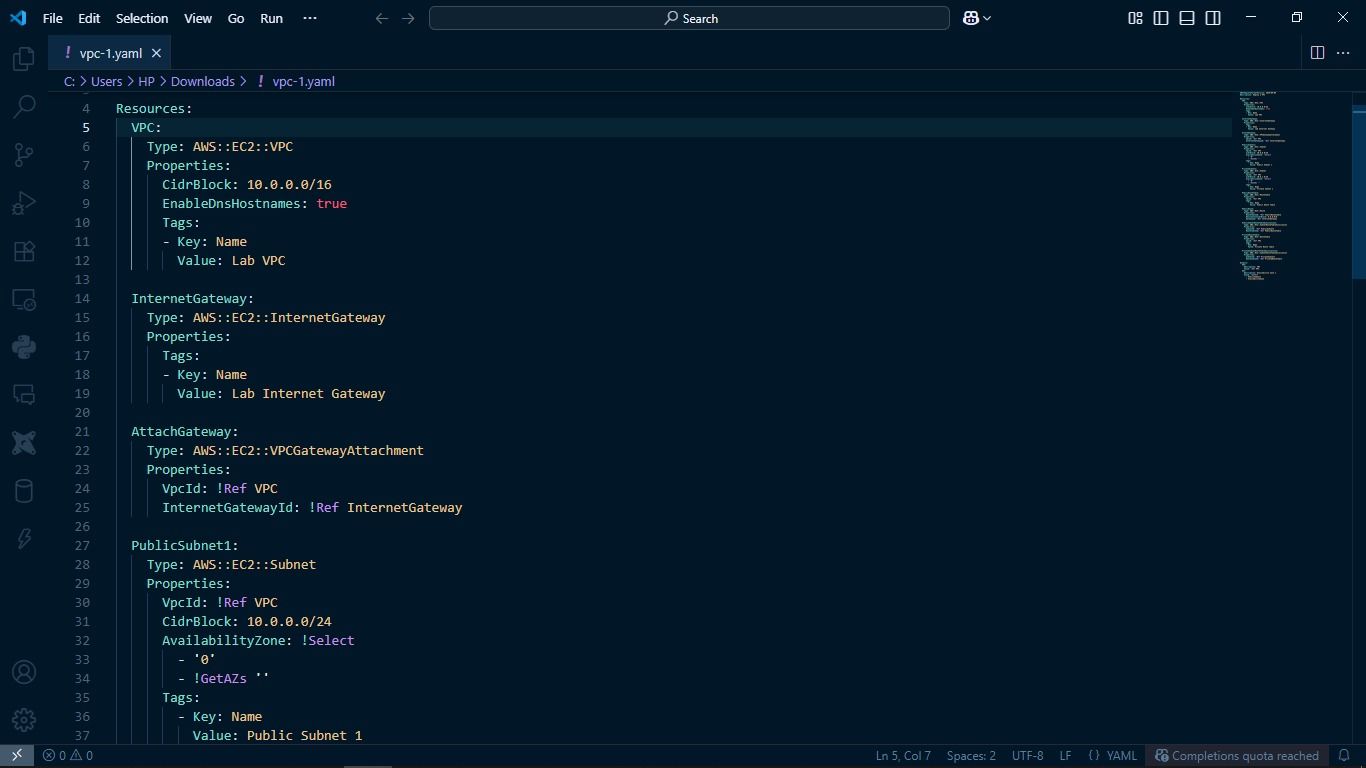 File Edit Selection View Go Run ···
Search
! vpc-1.yaml
C: > Users > HP > Downloads > ! vpc-1.yaml
4 Resources:
5 VPC:
6 Type: AWS::EC2::VPC
7 Properties:
8 CidrBlock: 10.0.0.0/16
9 EnableDnsHostnames: true
10 Tags:
11 - Key: Name
12 Value: Lab VPC
13
14 InternetGateway:
15 Type: AWS::EC2::InternetGateway
16 Properties:
17 Tags:
18 - Key: Name
19 Value: Lab Internet Gateway
20
21 AttachGateway:
22 Type: AWS::EC2::VPCGatewayAttachment
23 Properties:
24 VpcId: !Ref VPC
25 InternetGatewayId: !Ref InternetGateway
26
27 PublicSubnet1:
28 Type: AWS::EC2::Subnet
29 Properties:
30 VpcId: !Ref VPC
31 CidrBlock: 10.0.0.0/24
32 AvailabilityZone: !Select
33 - '0'
34 - !GetAZs ''
35 Tags:
36 - Key: Name
37 Value: Public Subnet 1
0 0 Ln 5, Col 7 Spaces: 2 UTF-8 LF {} YAML Completions quota reached